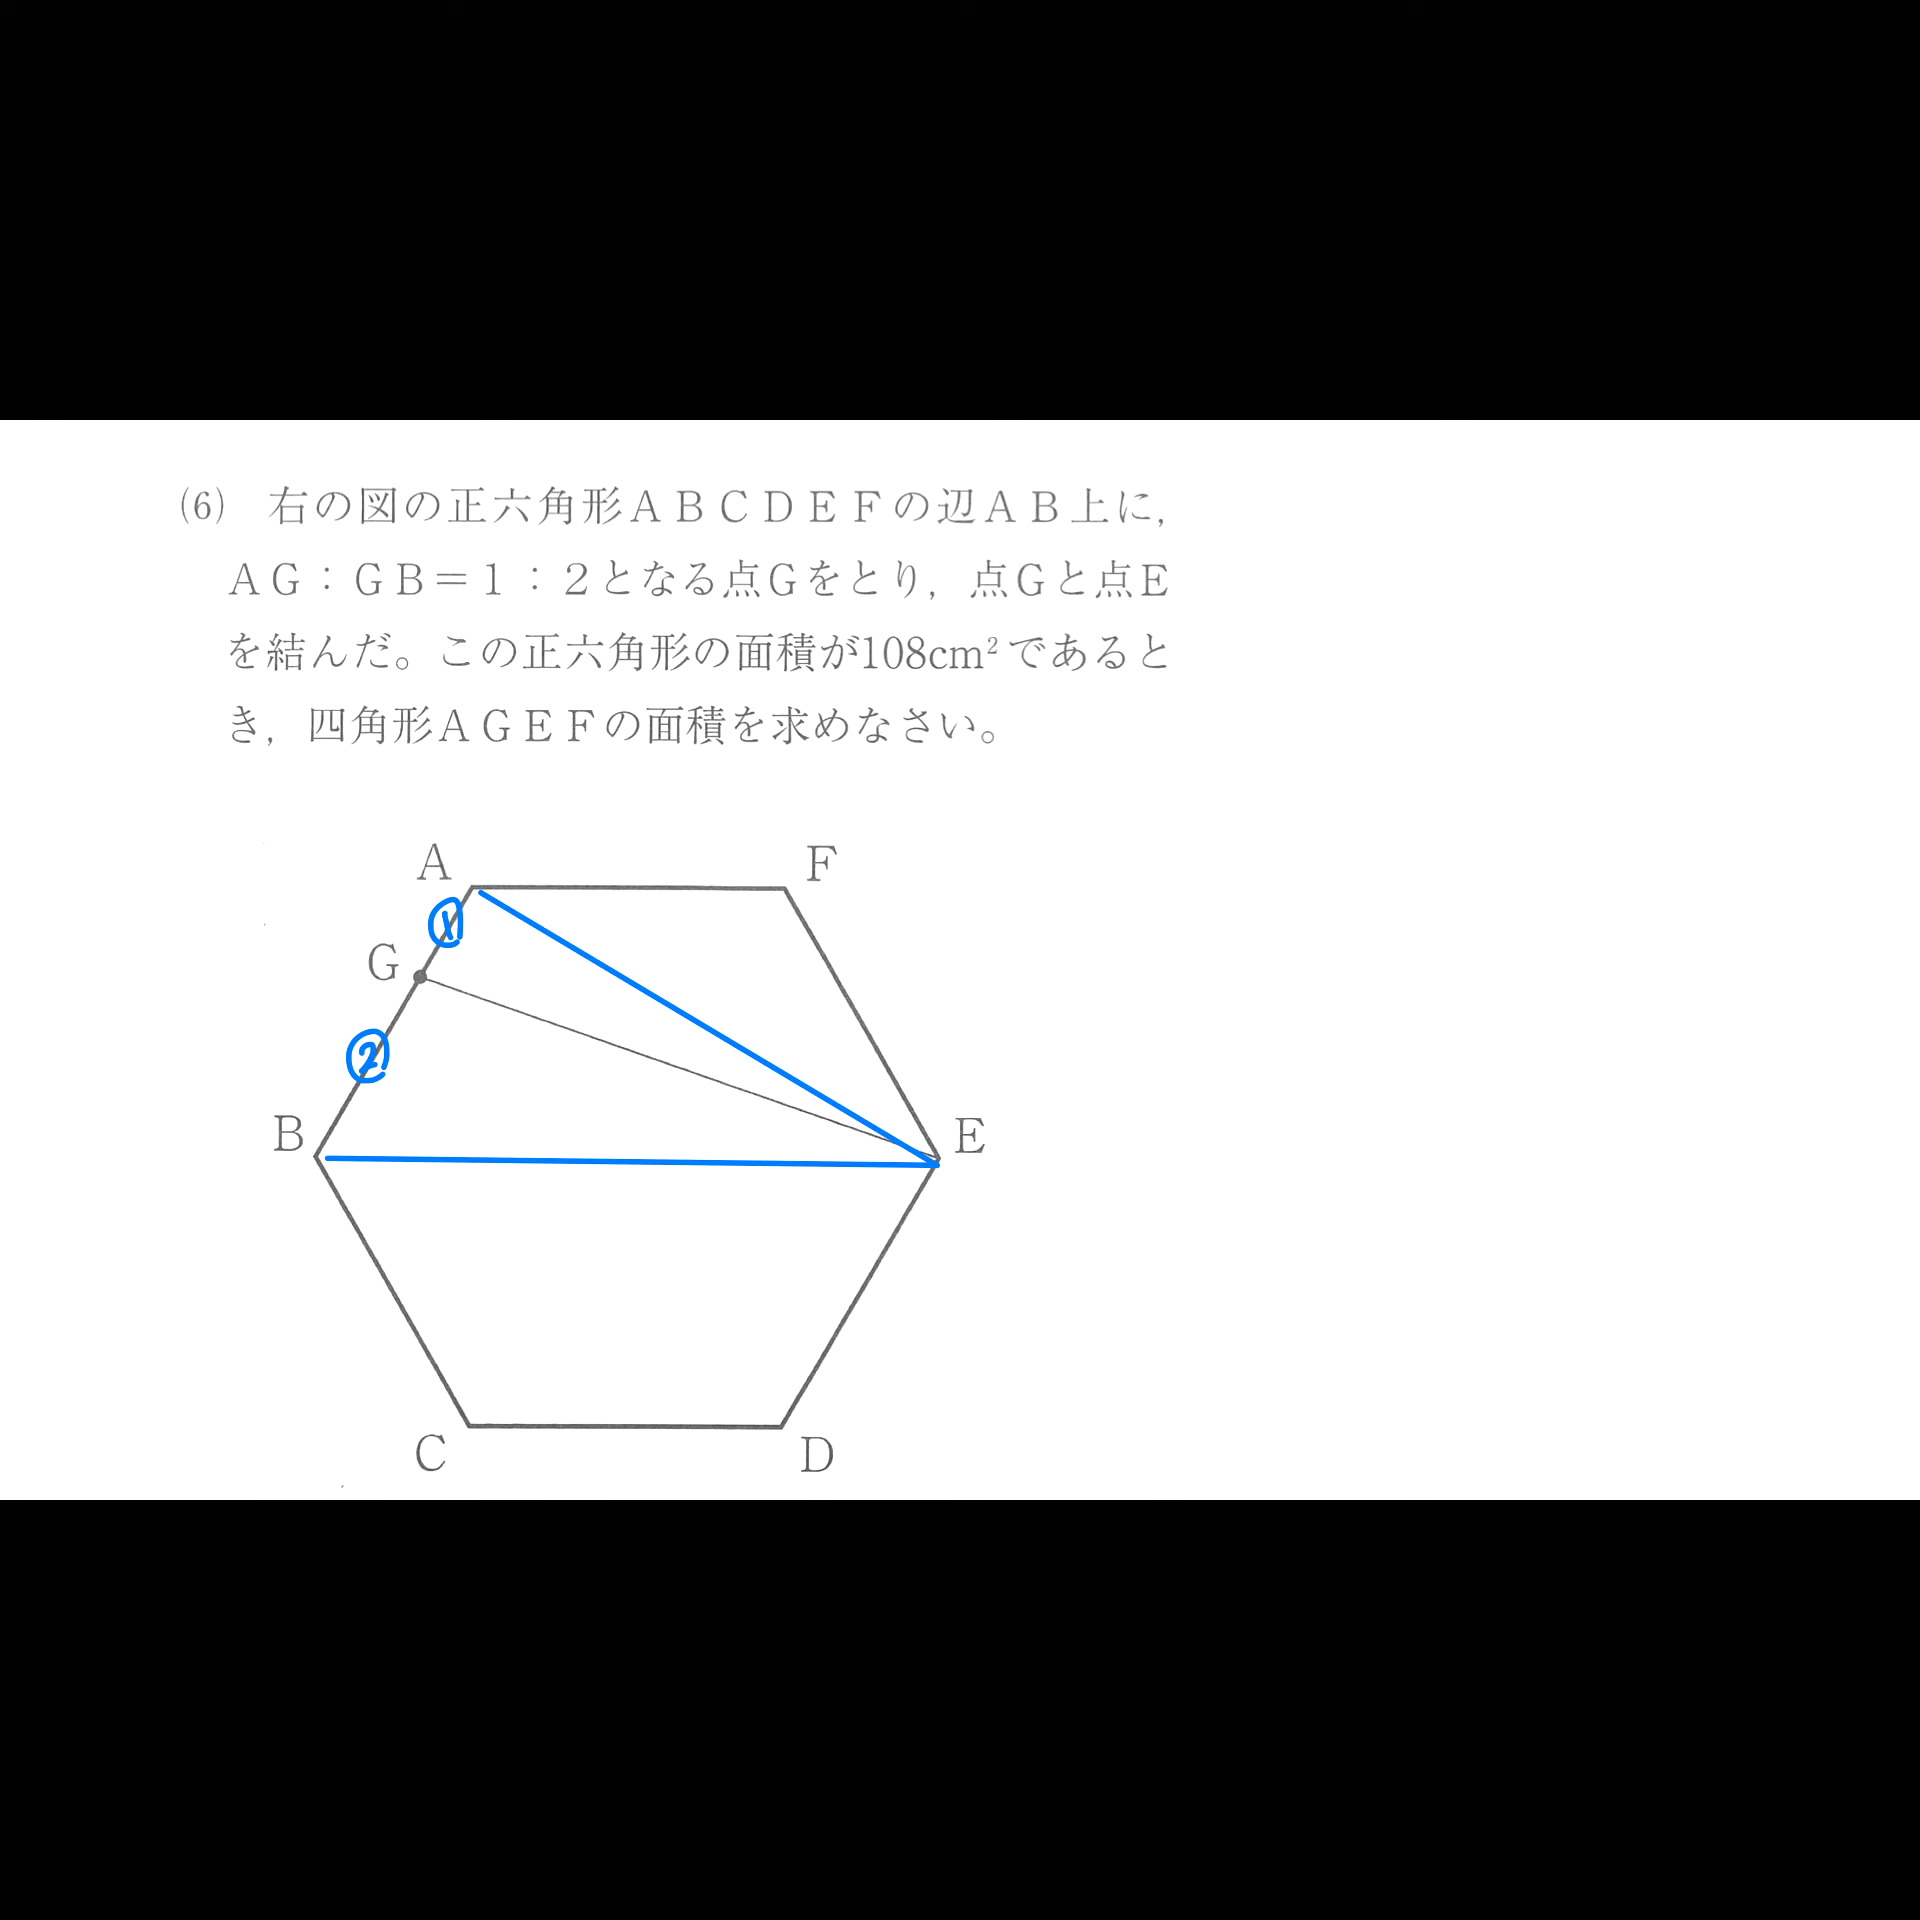 (6) 右の図の正六角形ABCDEFの辺AB上に,
AG:GB=1:2となる点Gをとり,点Gと点E
を結んだ。この正六角形の面積が108cm²であると
き,四角形AGEFの面積を求めなさい。
A
F
①
G
②
B
E
C
D